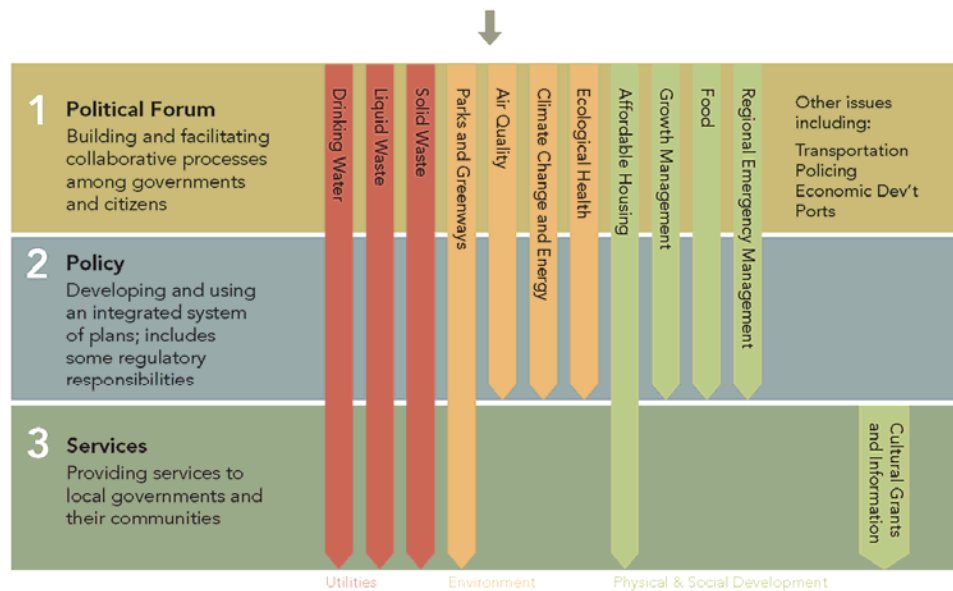 1 Political Forum
Building and facilitating
collaborative processes
among governments
and citizens
Drinking Water
Liquid Waste
Solid Waste
Parks and Greenways
Air Quality
Climate Change and Energy
Ecological Health
Affordable Housing
Growth Management
Food
Regional Emergency Management
Other issues
including:
Transportation
Policing
Economic Dev't
Ports
2 Policy
Developing and using
an integrated system
of plans; includes
some regulatory
responsibilities
3 Services
Providing services to
local governments and
their communities
Cultural Grants
and Information
Utilities
Environment
Physical & Social Development